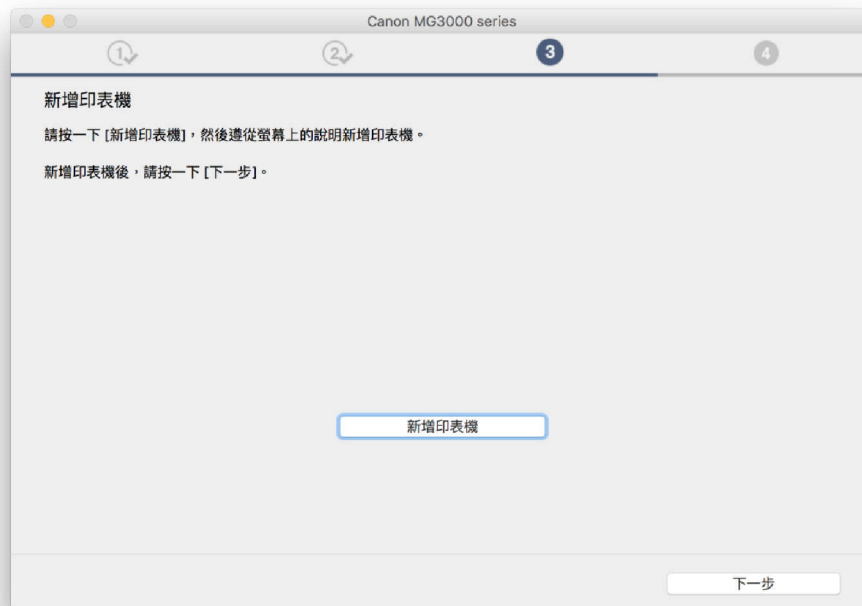 Canon MG3000 series
1
2
3
4
新增印表機
請按一下 [新增印表機]，然後遵從螢幕上的說明新增印表機。
新增印表機後，請按一下 [下一步]。
新增印表機
下一步